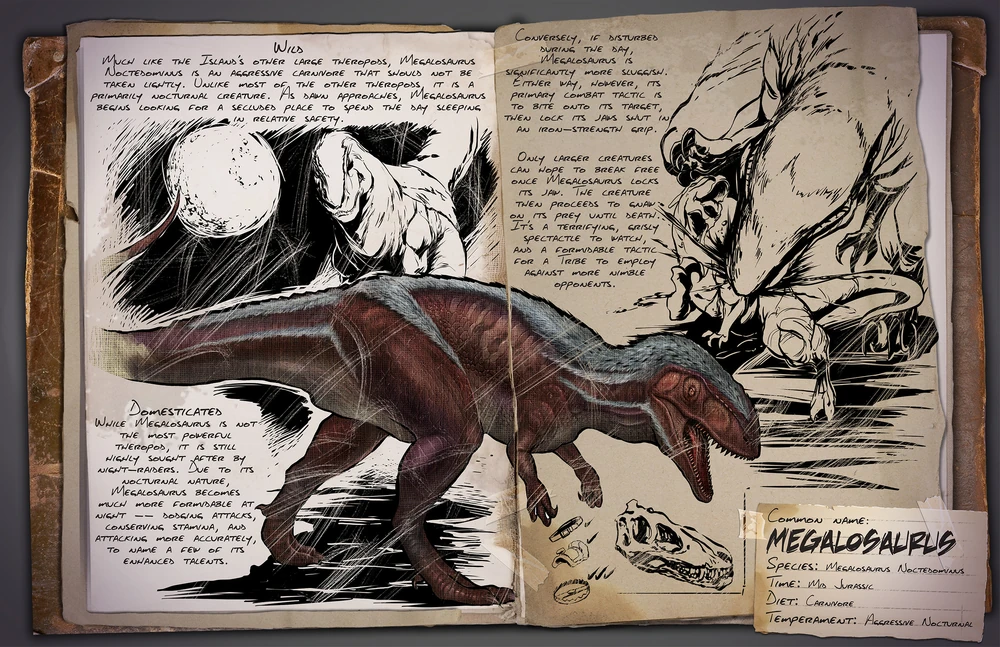 Wild
Much like the Island's other large theropods, Megalosaurus
Noctedominus is an aggressive carnivore that should not be
taken lightly. Unlike most of the other theropods, it is a
primarily nocturnal creature. As dawn approaches, Megalosaurus
begins looking for a secluded place to spend the day sleeping
in relative safety.
Domesticated
While Megalosaurus is not
the most powerful
theropod, it is still
highly sought after by
night-raiders. Due to its
nocturnal nature,
Megalosaurus becomes
much more formidable at
night -- dodging attacks,
conserving stamina, and
attacking more accurately,
to name a few of its
enhanced talents.
Conversely, if disturbed
during the day,
Megalosaurus is
significantly more sluggish.
Either way, however, its
primary combat tactic is
to bite onto its target,
then lock its jaws shut in
an iron-strength grip.
Only larger creatures
can hope to break free
once Megalosaurus locks
its jaw. The creature
then proceeds to gnaw
on its prey until death.
It's a terrifying, grisly
spectactle to watch,
and a formidable tactic
for a Tribe to employ
against more nimble
opponents.
Common name:
Megalosaurus
Species: Megalosaurus Noctedominus
Time: Mid Jurassic
Diet: Carnivore
Temperament: Aggressive Nocturnal